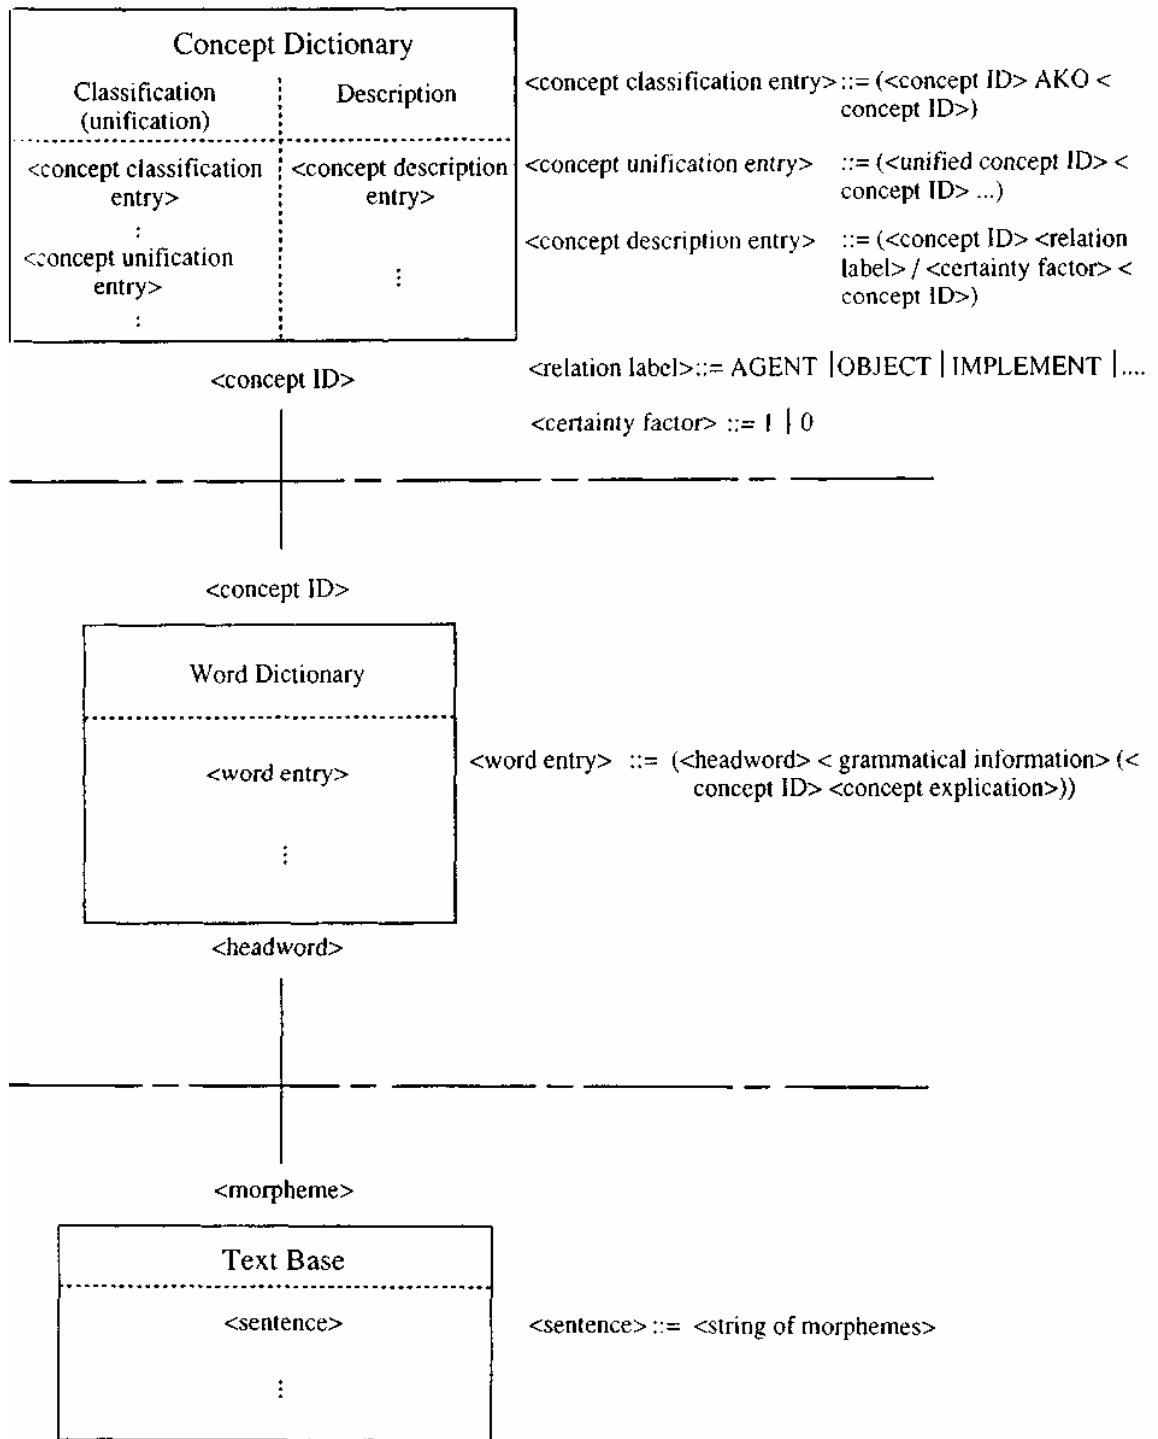 Concept Dictionary
Classification
(unification)
Description
<concept classification
entry>
:
<concept unification
entry>
:
<concept description
entry>
⋮
<concept classification entry> ::= (<concept ID> AKO <
concept ID>)
<concept unification entry> ::= (<unified concept ID> <
concept ID> ...)
<concept description entry> ::= (<concept ID> <relation
label> / <certainty factor> <
concept ID>)
<relation label>::= AGENT |OBJECT | IMPLEMENT |....
<certainty factor> ::= 1 | 0
<concept ID>
<concept ID>
Word Dictionary
<word entry>
⋮
<word entry> ::= (<headword> < grammatical information> (<
concept ID> <concept explication>))
<headword>
<morpheme>
Text Base
<sentence>
⋮
<sentence> ::= <string of morphemes>